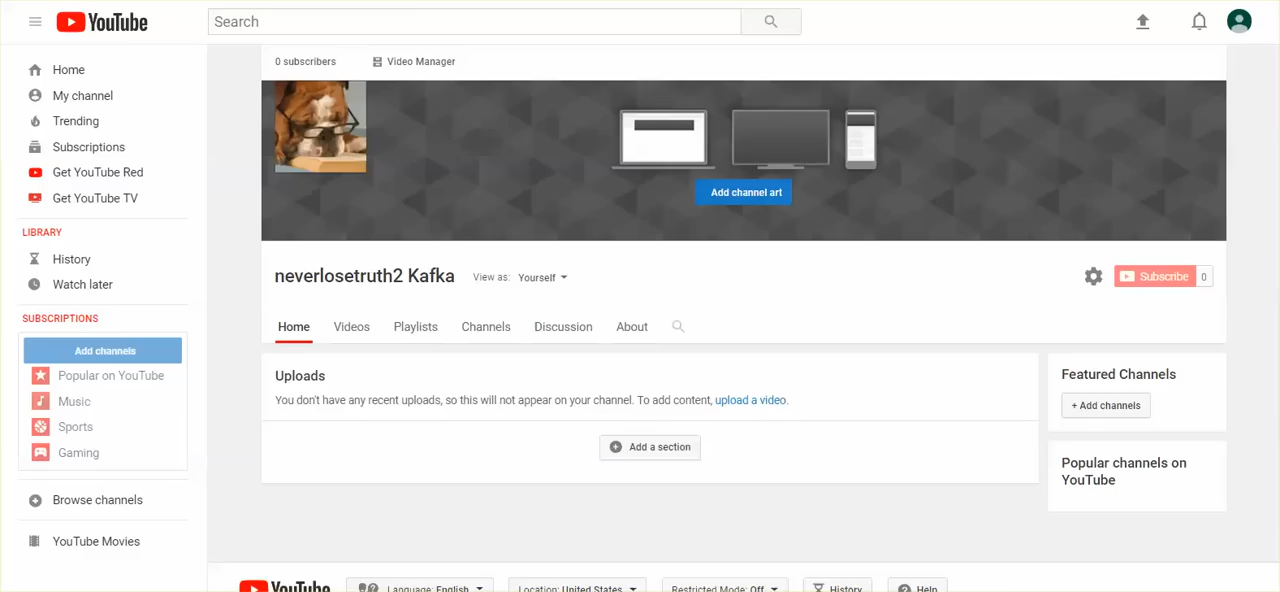 YouTube
Search
Home
My channel
Trending
Subscriptions
Get YouTube Red
Get YouTube TV
LIBRARY
History
Watch later
SUBSCRIPTIONS
Add channels
Popular on YouTube
Music
Sports
Gaming
Browse channels
YouTube Movies
0 subscribers Video Manager
Add channel art
neverlosetruth2 Kafka View as: Yourself
Subscribe 0
Home Videos Playlists Channels Discussion About
Uploads
You don't have any recent uploads, so this will not appear on your channel. To add content, upload a video.
Add a section
Featured Channels
+ Add channels
Popular channels on
YouTube
YouTube Language: English Location: United States Restricted Mode: Off History Help